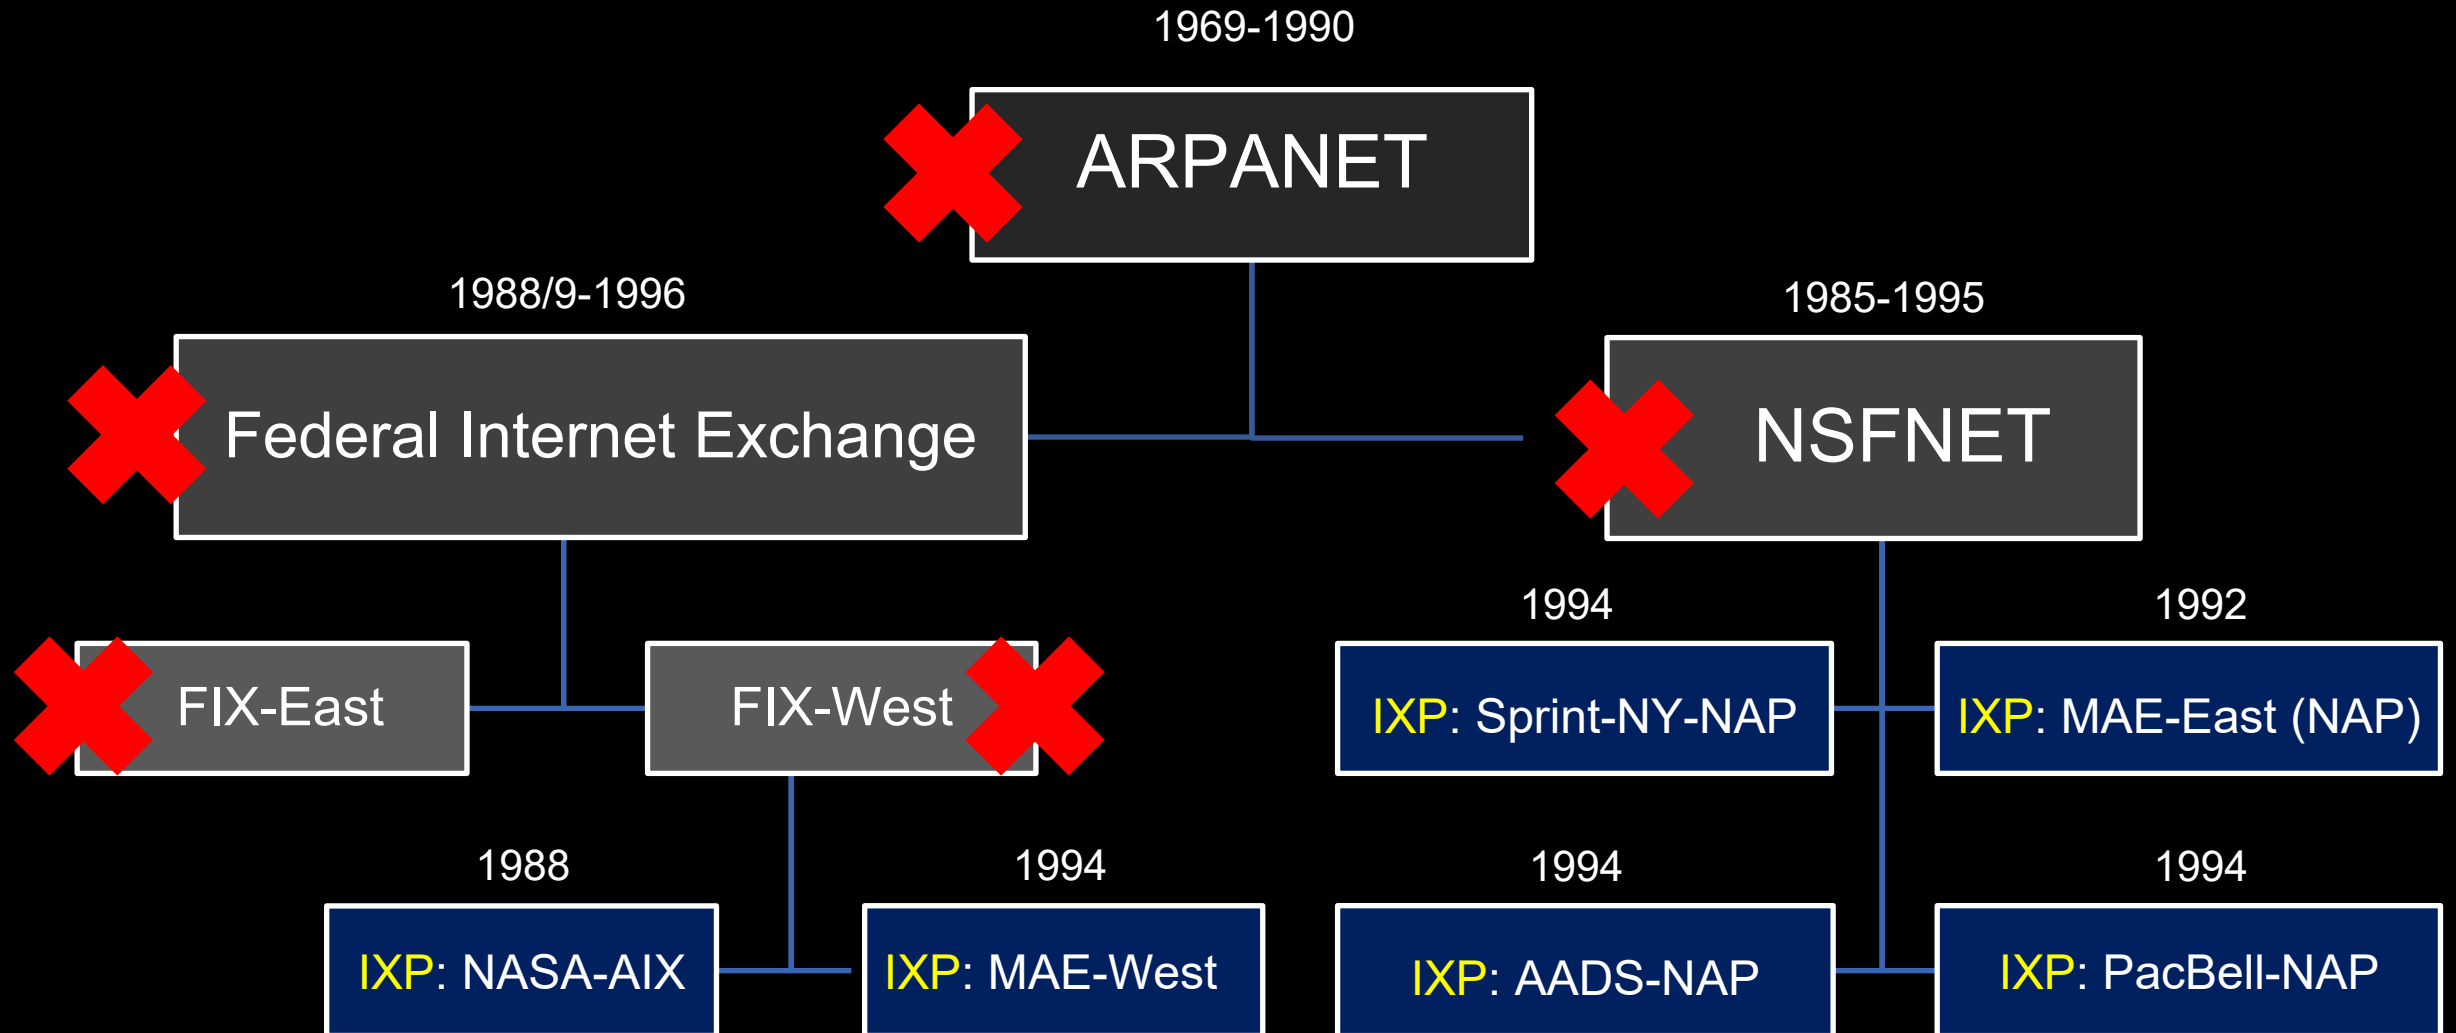 1969-1990
ARPANET
1988/9-1996
1985-1995
Federal Internet Exchange
NSFNET
1994
1992
FIX-East
FIX-West
IXP: Sprint-NY-NAP
IXP: MAE-East (NAP)
1988
1994
1994
1994
IXP: NASA-AIX
IXP: MAE-West
IXP: AADS-NAP
IXP: PacBell-NAP